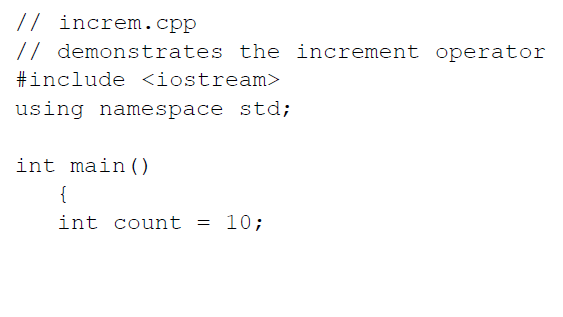 // increm.cpp
// demonstrates the increment operator
#include <iostream>
using namespace std;
int main()
{
int count = 10;